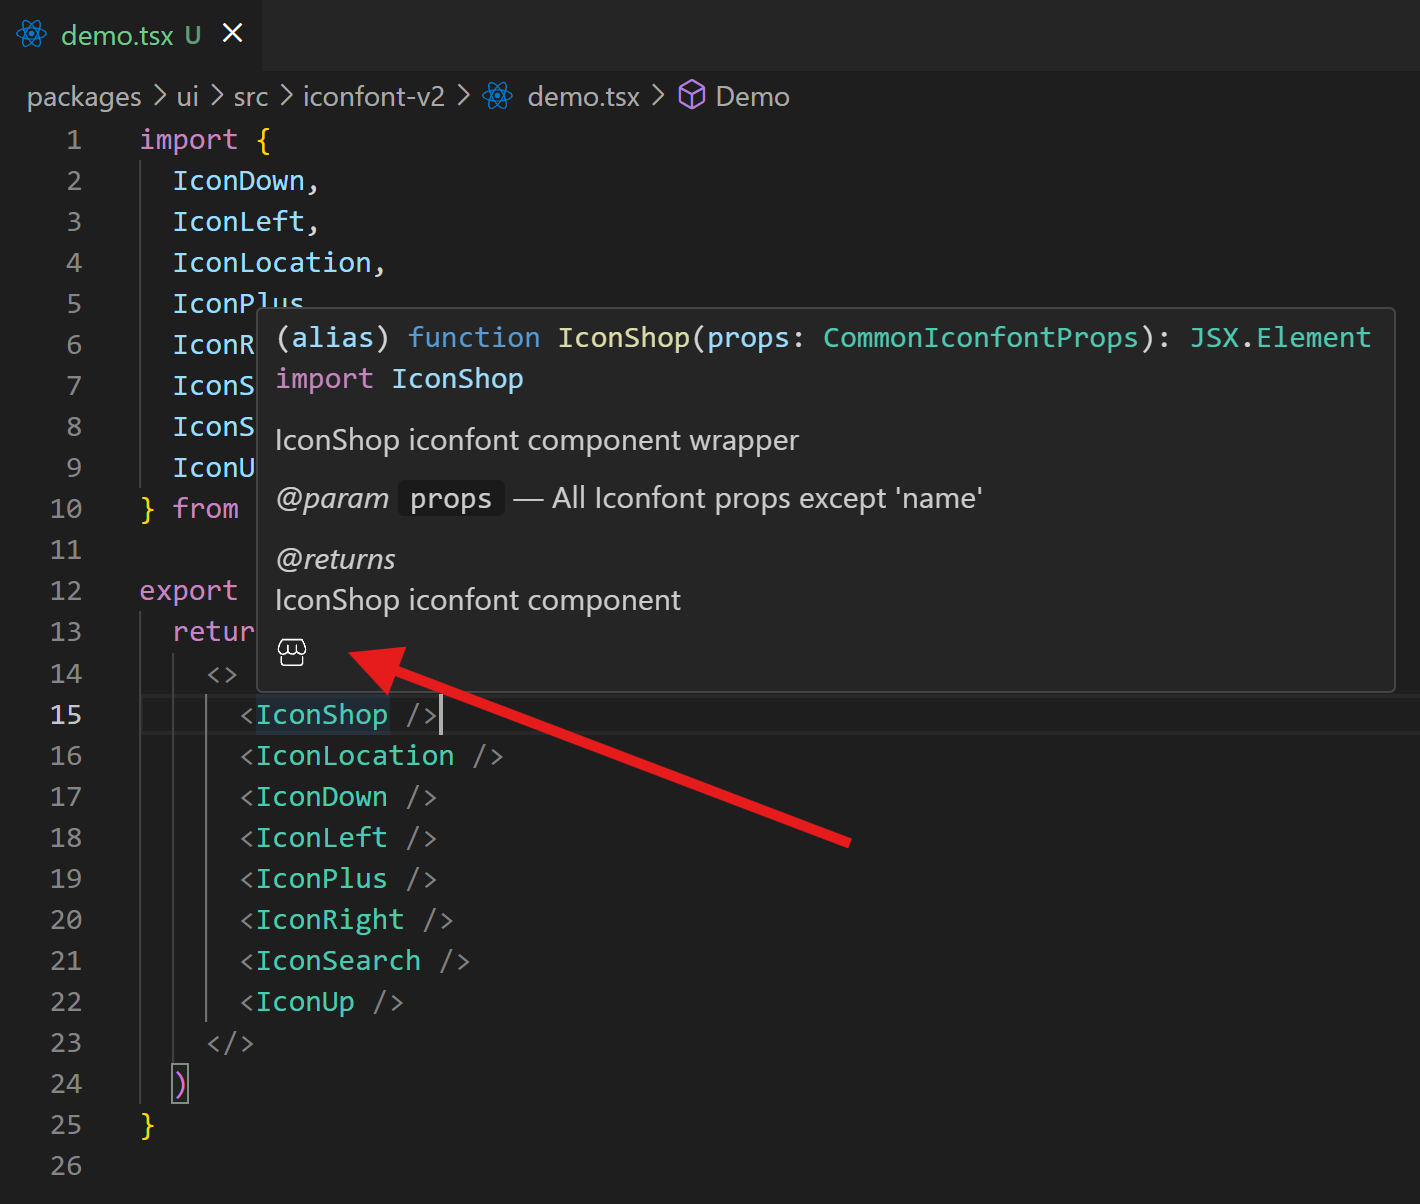 demo.tsx U
packages > ui > src > iconfont-v2 > demo.tsx > Demo
1 import {
2 IconDown,
3 IconLeft,
4 IconLocation,
5 IconPlus
6 IconR
7 IconS
8 IconS
9 IconU
10 } from
11
12 export
13 retur
14 <>
15 <IconShop />
16 <IconLocation />
17 <IconDown />
18 <IconLeft />
19 <IconPlus />
20 <IconRight />
21 <IconSearch />
22 <IconUp />
23 </>
24 )
25 }
26
(alias) function IconShop(props: CommonIconfontProps): JSX.Element
import IconShop
IconShop iconfont component wrapper
@param props — All Iconfont props except 'name'
@returns
IconShop iconfont component